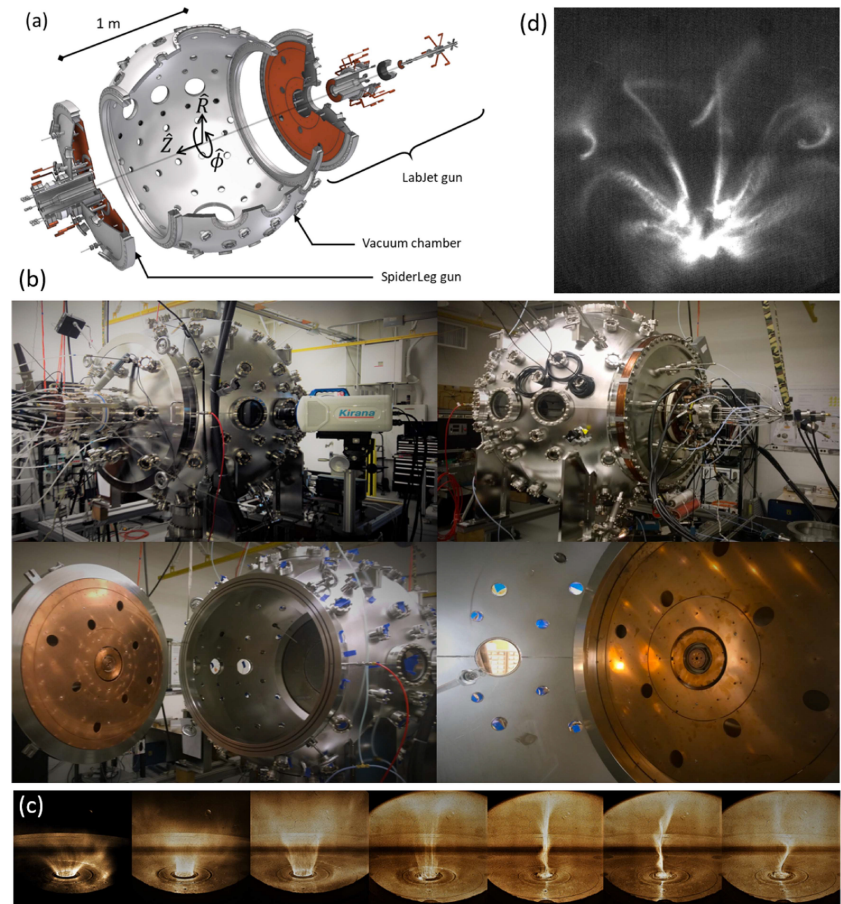 (a)
1 m
R̂
Ẑ
ϕ̂
LabJet gun
Vacuum chamber
SpiderLeg gun
(d)
(b)
Kirana
(c)